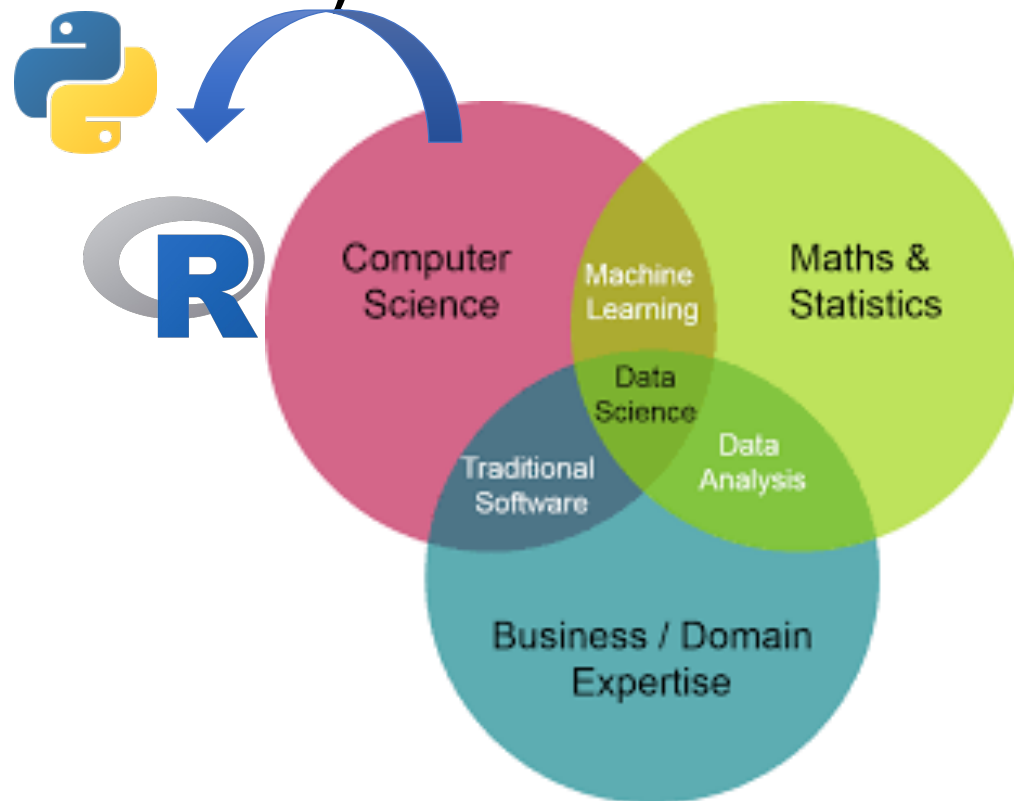 R
Computer
Science
Maths &
Statistics
Machine
Learning
Data
Science
Data
Analysis
Traditional
Software
Business / Domain
Expertise